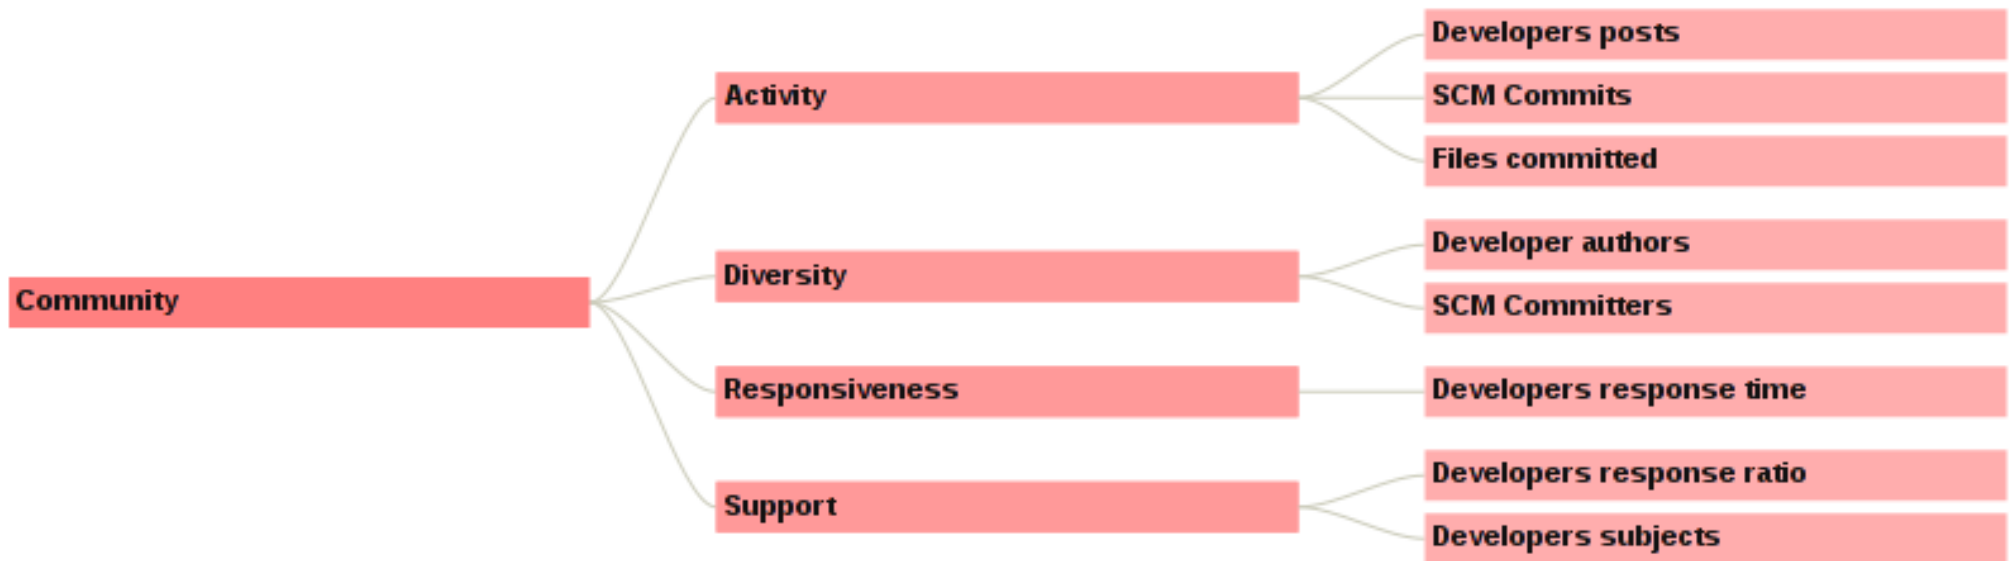 Community
Activity
Developers posts
SCM Commits
Files committed
Diversity
Developer authors
SCM Committers
Responsiveness
Developers response time
Support
Developers response ratio
Developers subjects